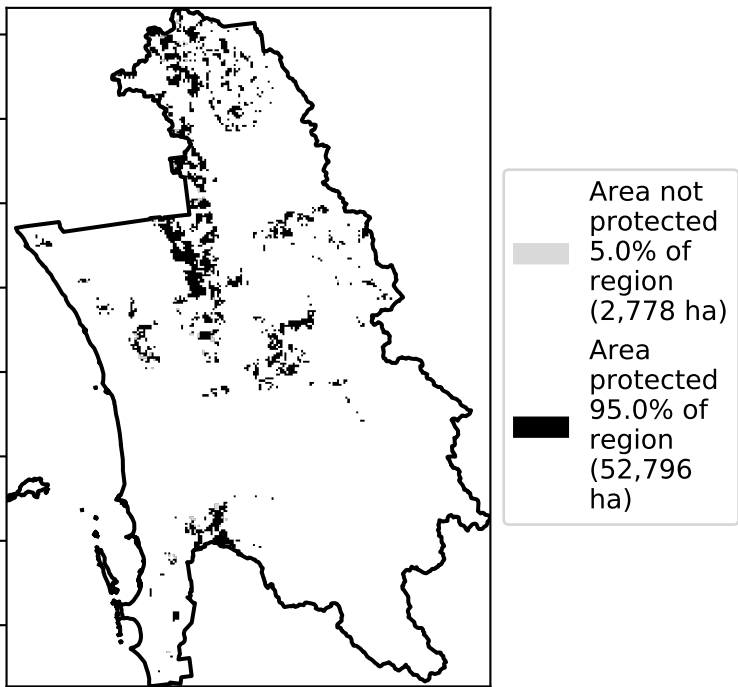 Area not
protected
5.0% of
region
(2,778 ha)
Area
protected
95.0% of
region
(52,796
ha)